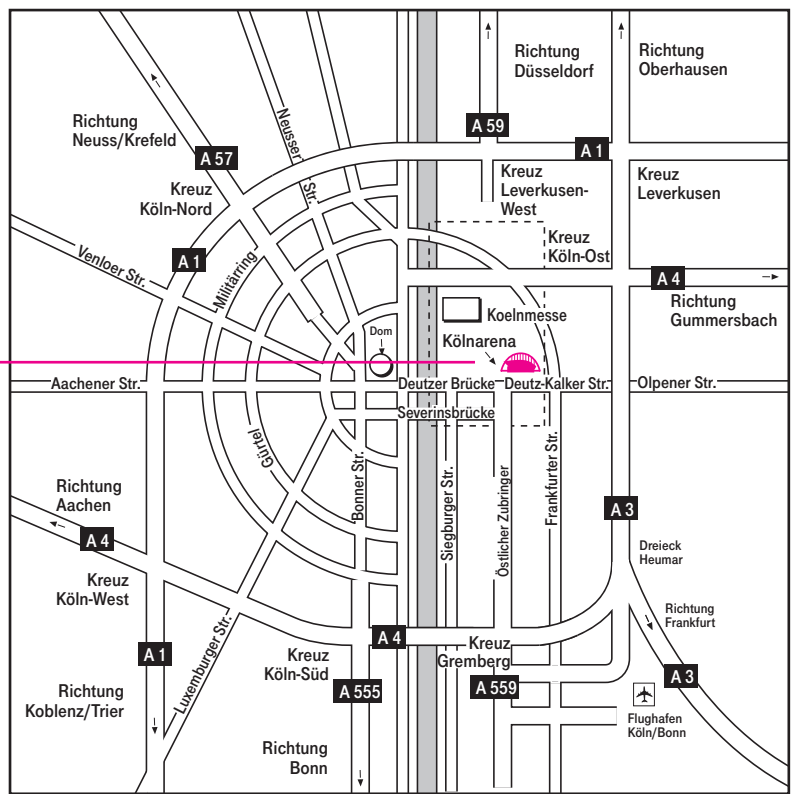 Richtung
Düsseldorf
Richtung
Oberhausen
Richtung
Neuss/Krefeld
A 57
Neusser Str.
A 59
A 1
Kreuz
Köln-Nord
Kreuz
Leverkusen-
West
Kreuz
Leverkusen
Venloer Str.
A 1
Militärring
Kreuz
Köln-Ost
A 4
Richtung
Gummersbach
Koelnmesse
Dom
Kölnarena
Aachener Str.
Deutzer Brücke
Deutz-Kalker Str.
Olpener Str.
Severinsbrücke
Gürtel
Bonner Str.
Siegburger Str.
Östlicher Zubringer
Frankfurter Str.
Richtung
Aachen
A 4
A 3
Dreieck
Heumar
Kreuz
Köln-West
Richtung
Frankfurt
Luxemburger Str.
A 1
A 4
Kreuz
Köln-Süd
Kreuz
Gremberg
A 555
A 559
A 3
Richtung
Koblenz/Trier
Flughafen
Köln/Bonn
Richtung
Bonn